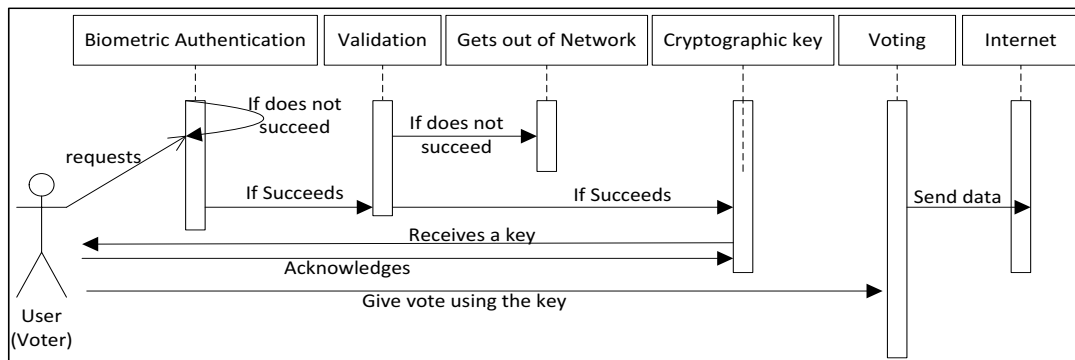 Biometric Authentication
Validation
Gets out of Network
Cryptographic key
Voting
Internet
If does not
succeed
If does not
succeed
requests
If Succeeds
If Succeeds
Send data
Receives a key
Acknowledges
Give vote using the key
User
(Voter)